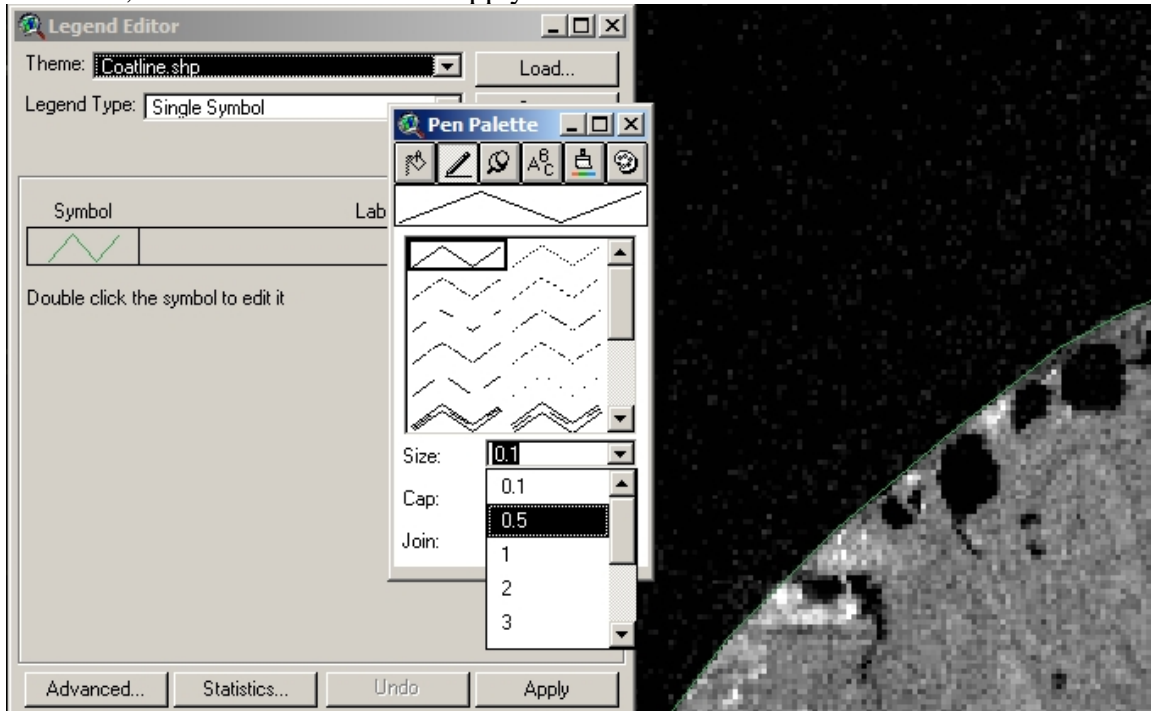 Legend Editor
Theme: Coatline.shp
Load...
Legend Type: Single Symbol
Pen Palette
ABC
Symbol
Lab
Double click the symbol to edit it
Size: 0.1
Cap:
Join:
0.1
0.5
1
2
3
Advanced...
Statistics...
Undo
Apply